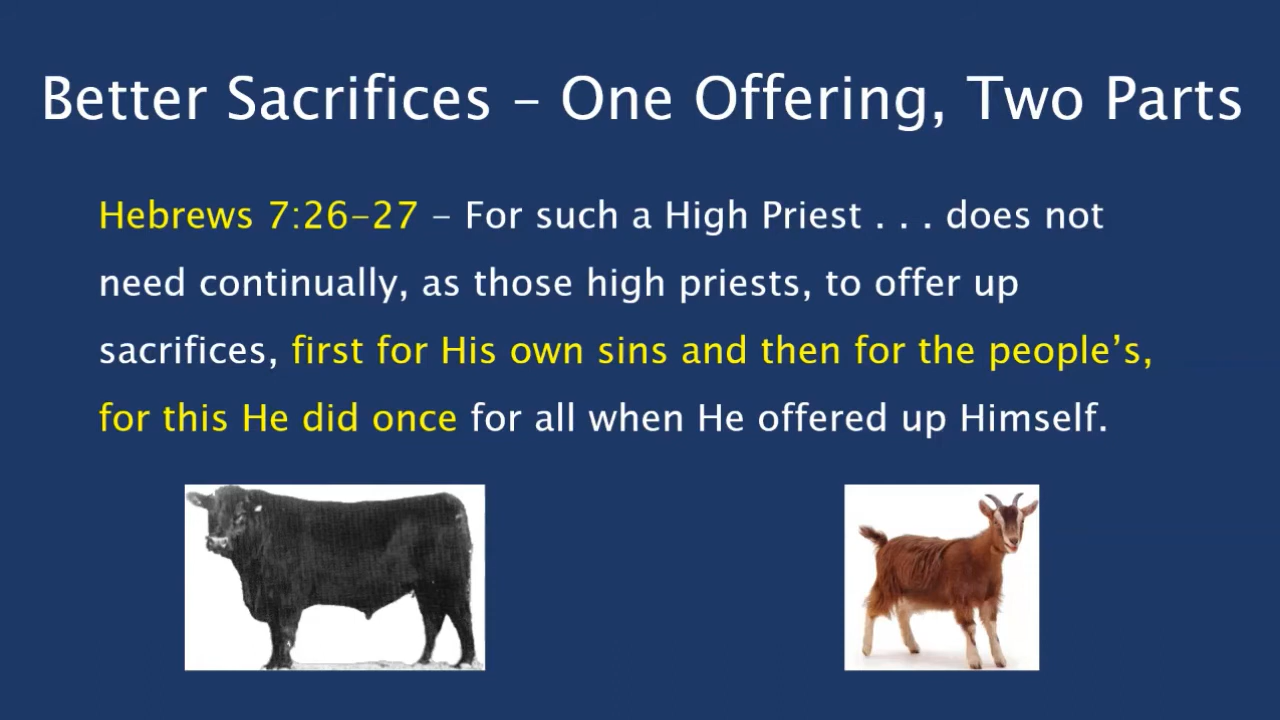 Better Sacrifices – One Offering, Two Parts
Hebrews 7:26-27 – For such a High Priest . . . does not
need continually, as those high priests, to offer up
sacrifices, first for His own sins and then for the people’s,
for this He did once for all when He offered up Himself.